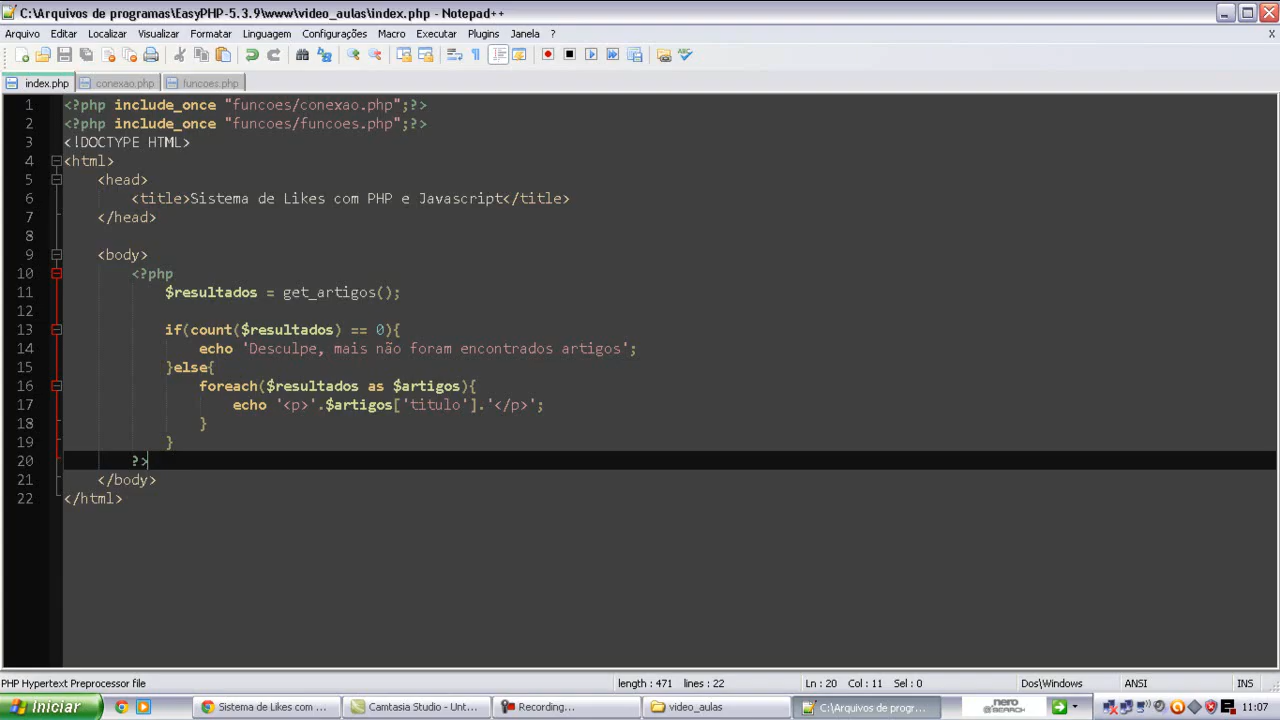 C:\Arquivos de programas\EasyPHP-5.3.9\www\video_aulas\index.php - Notepad++
Arquivo Editar Localizar Visualizar Formatar Linguagem Configurações Macro Executar Plugins Janela ? X
index.php conexao.php funcoes.php
1 <?php include_once "funcoes/conexao.php";?>
2 <?php include_once "funcoes/funcoes.php";?>
3 <!DOCTYPE HTML>
4 <html>
5 <head>
6 <title>Sistema de Likes com PHP e Javascript</title>
7 </head>
8
9 <body>
10 <?php
11 $resultados = get_artigos();
12
13 if(count($resultados) == 0){
14 echo 'Desculpe, mais não foram encontrados artigos';
15 }else{
16 foreach($resultados as $artigos){
17 echo '<p>'.$artigos['titulo'].'</p>';
18 }
19 }
20 ?>
21 </body>
22 </html>
PHP Hypertext Preprocessor file length : 471 lines : 22 Ln : 20 Col : 11 Sel : 0 Dos\Windows ANSI INS
Iniciar Sistema de Likes com... Camtasia Studio - Unt... Recording... video_aulas C:\Arquivos de progr... nero SEARCH 11:07